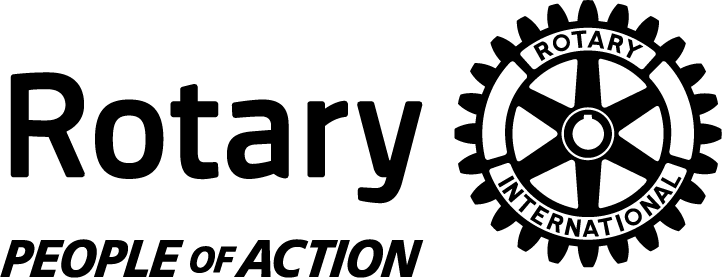 Rotary
PEOPLE OF ACTION
ROTARY
INTERNATIONAL